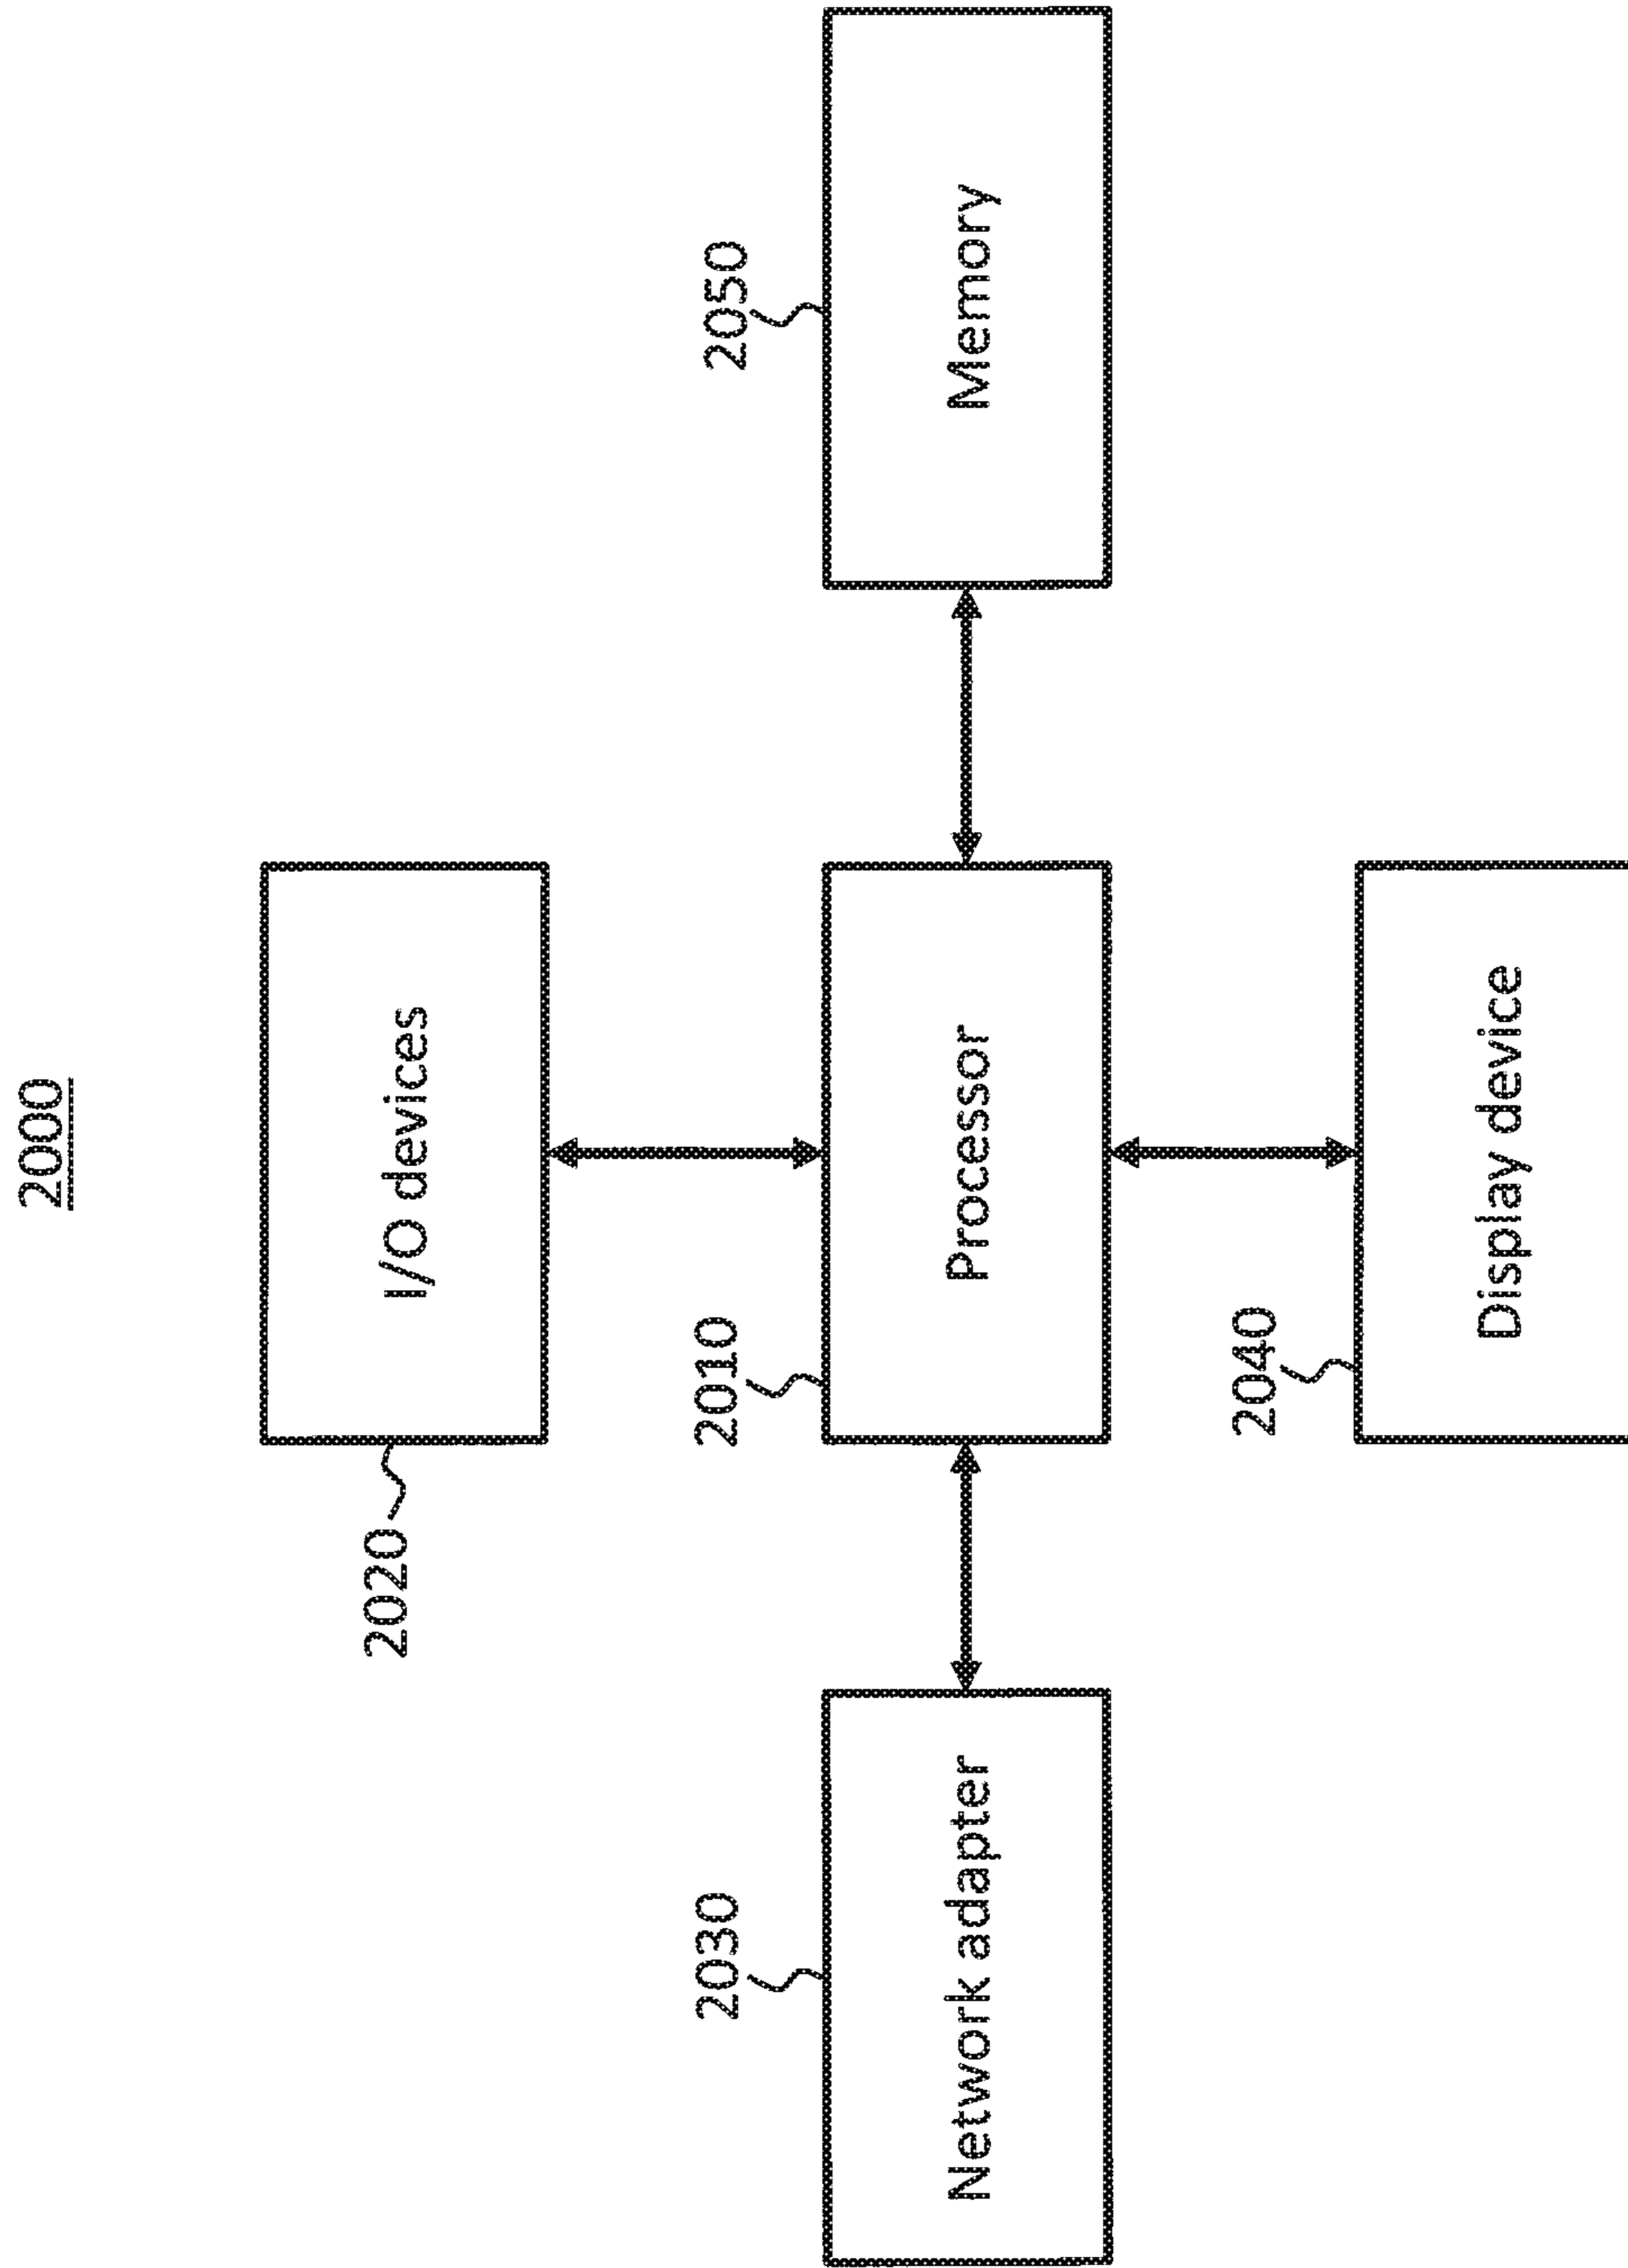 2000
2020
I/O devices
2030
2010
2050
Network adapter
Processor
Memory
2040
Display device